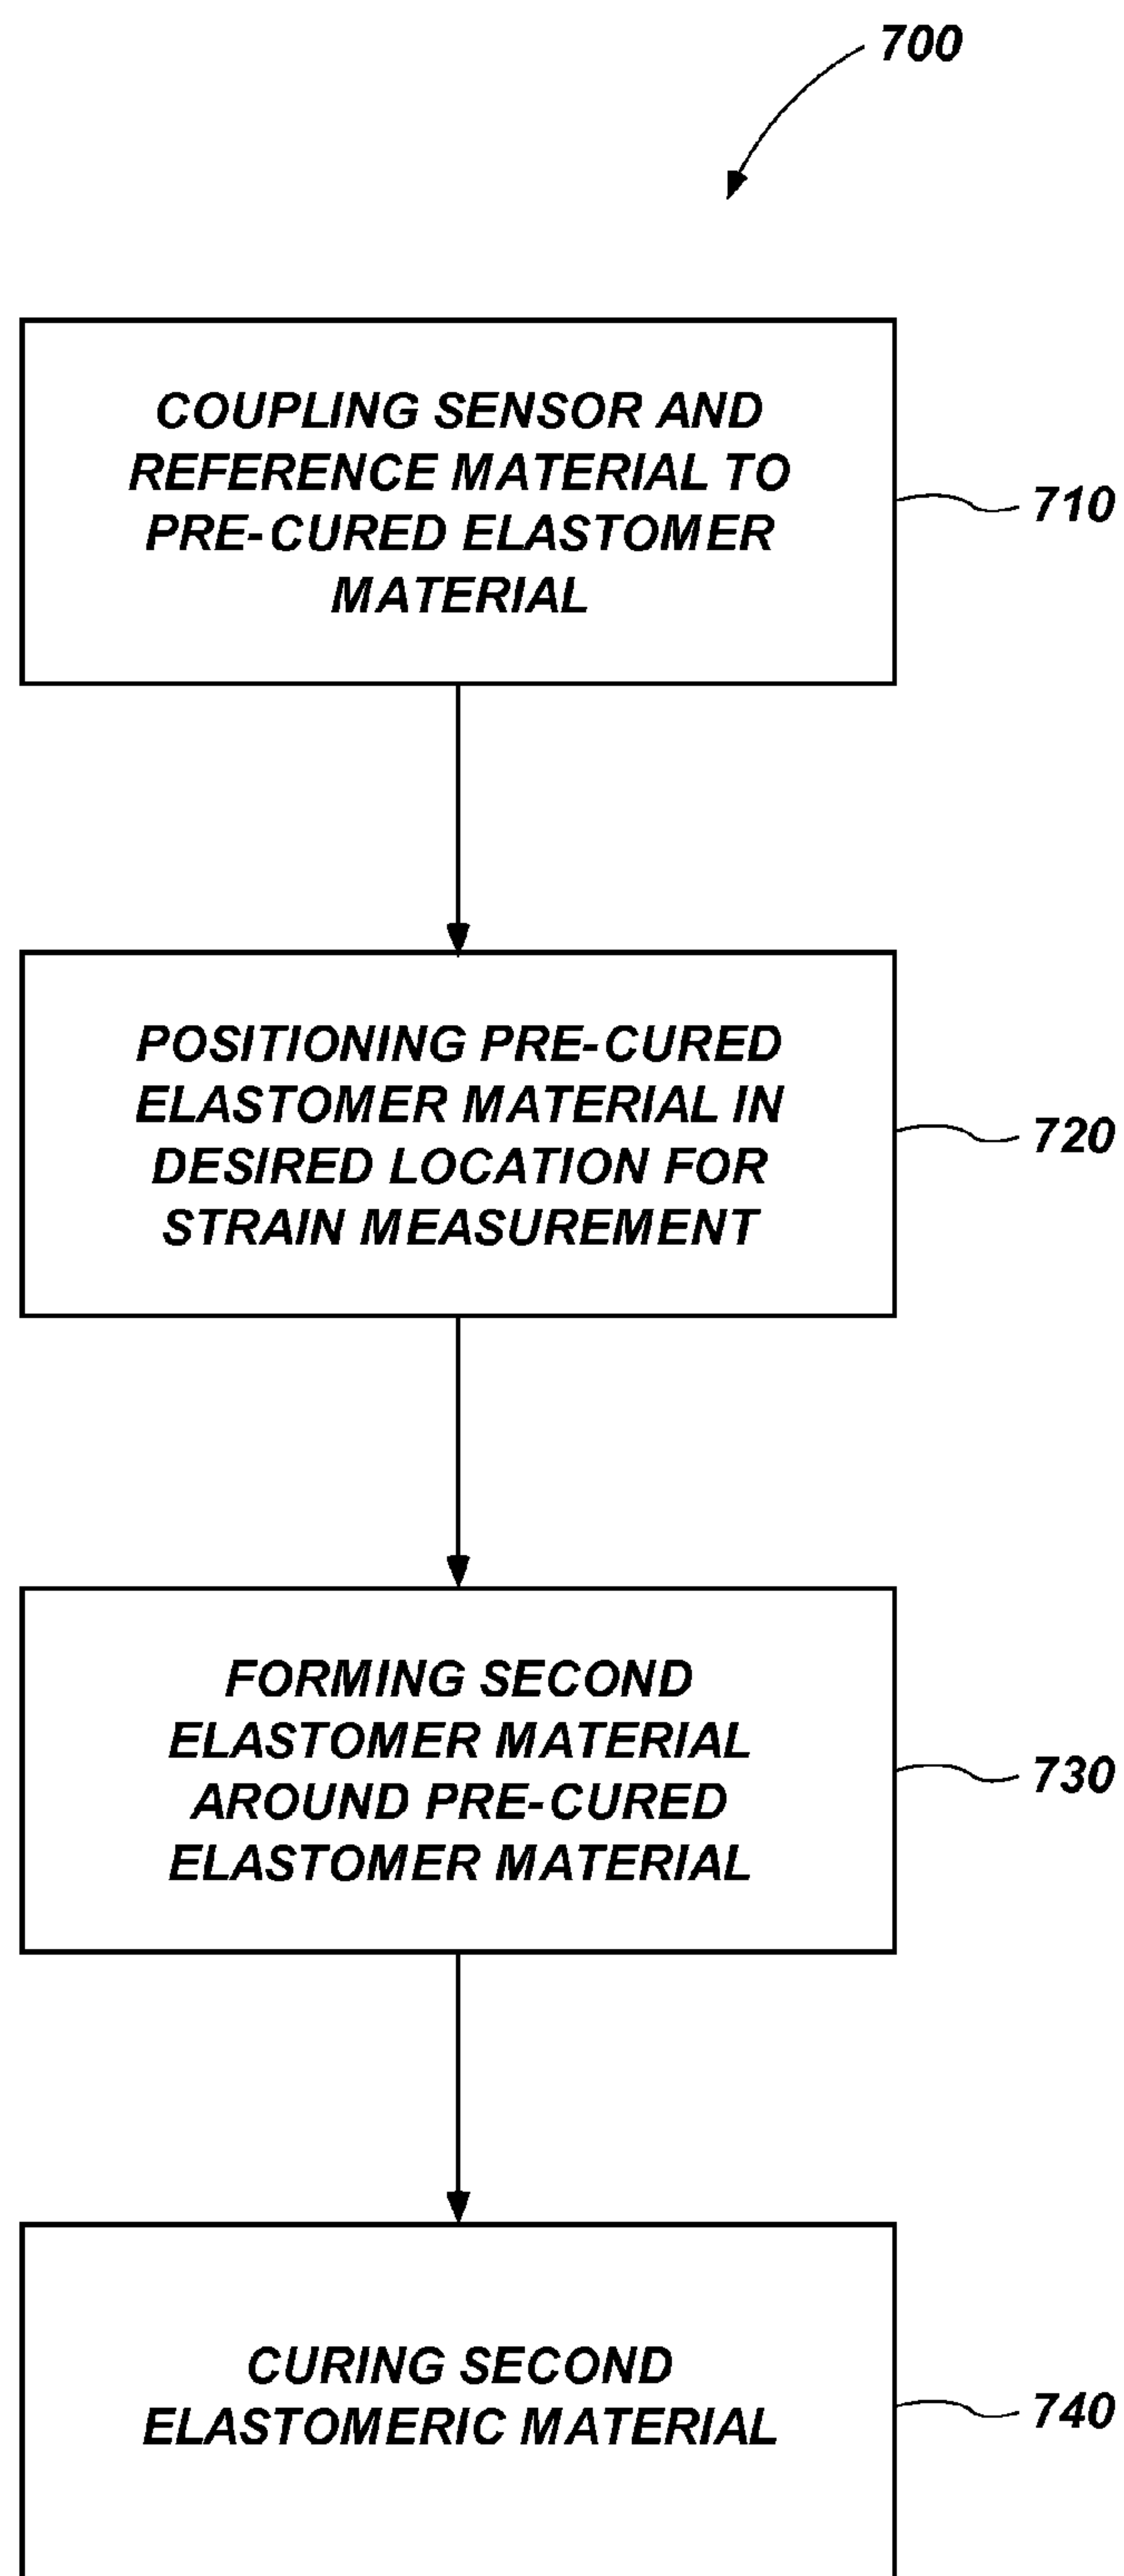 700
COUPLING SENSOR AND
REFERENCE MATERIAL TO
PRE-CURED ELASTOMER
MATERIAL
710
POSITIONING PRE-CURED
ELASTOMER MATERIAL IN
DESIRED LOCATION FOR
STRAIN MEASUREMENT
720
FORMING SECOND
ELASTOMER MATERIAL
AROUND PRE-CURED
ELASTOMER MATERIAL
730
CURING SECOND
ELASTOMERIC MATERIAL
740